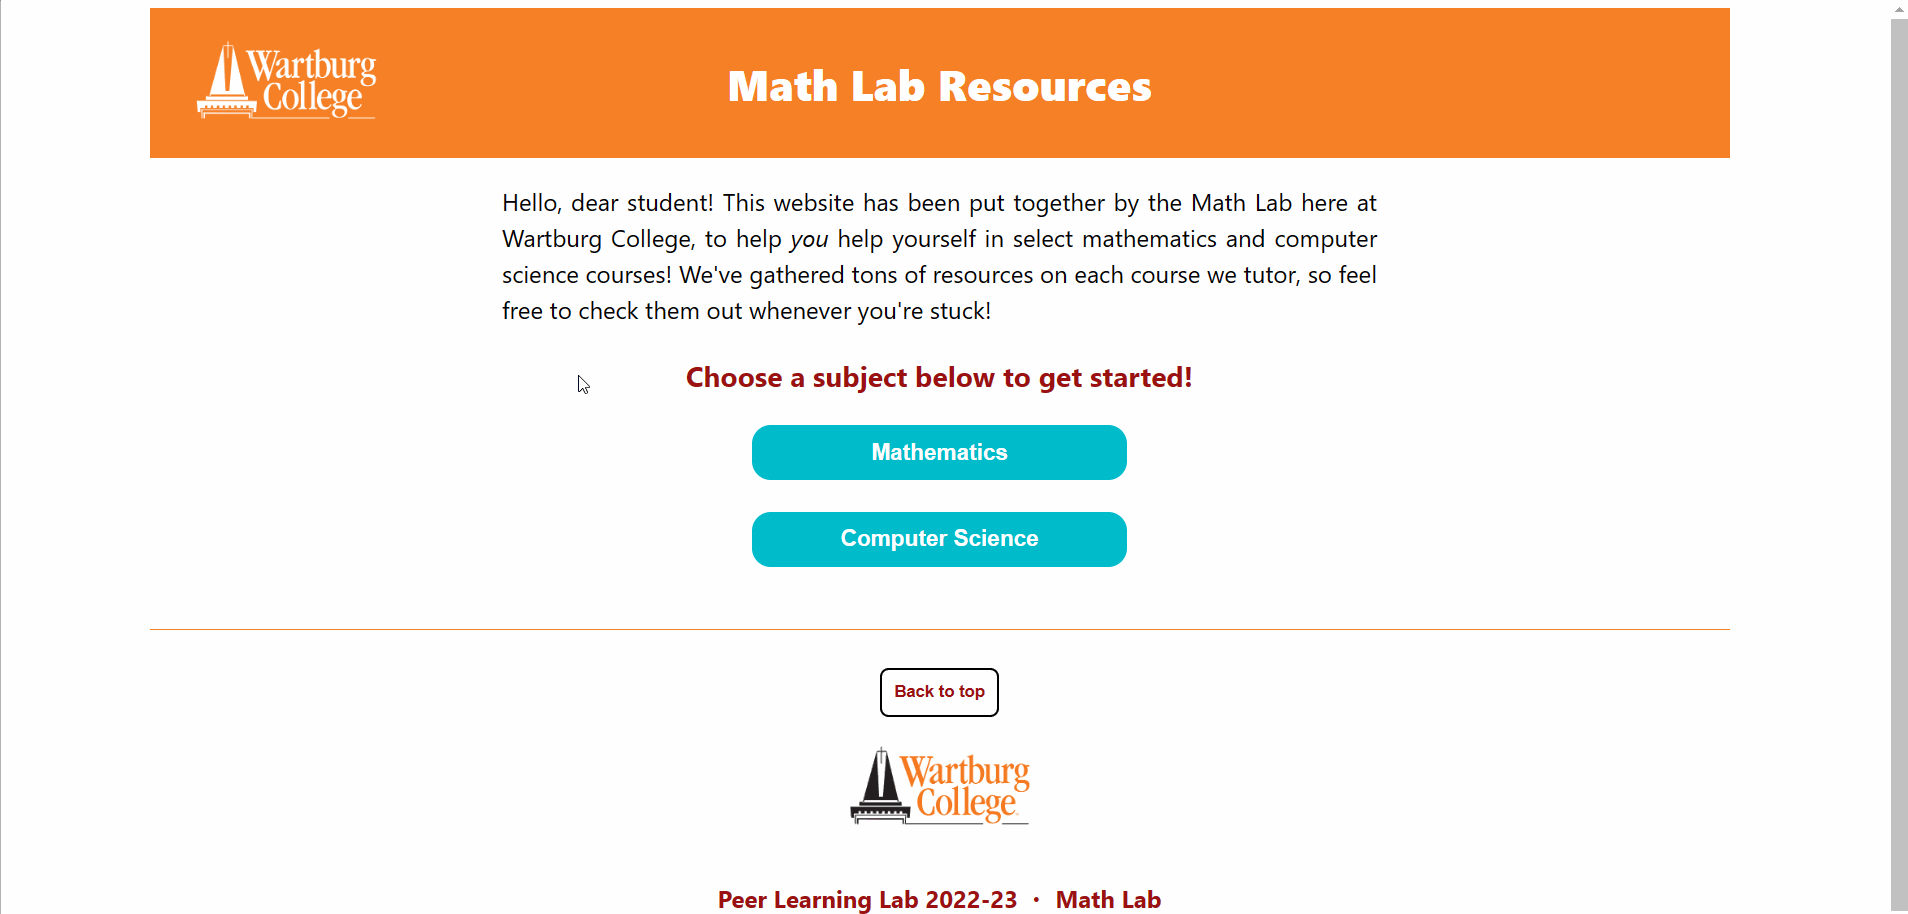 Wartburg
College
Math Lab Resources
Hello, dear student! This website has been put together by the Math Lab here at
Wartburg College, to help you help yourself in select mathematics and computer
science courses! We've gathered tons of resources on each course we tutor, so feel
free to check them out whenever you're stuck!
Choose a subject below to get started!
Mathematics
Computer Science
Back to top
Wartburg
College
Peer Learning Lab 2022-23 • Math Lab